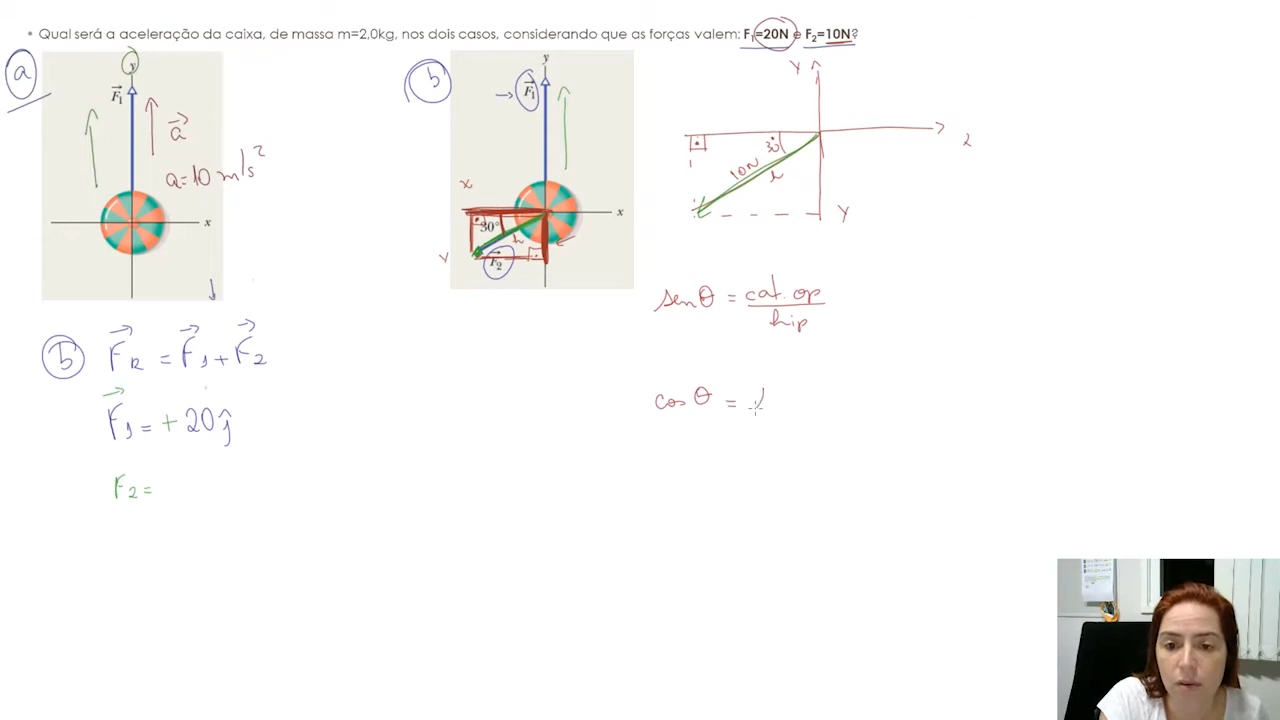 • Qual será a aceleração da caixa, de massa m=2,0kg, nos dois casos, considerando que as forças valem: F₁=20N e F₂=10N?
a
y
F₁
a
a=10 m/s²
x
b
y
F₁
x
x
30°
h
y
F₂
y
30
10N
h
y
sen θ = cat. op / hip
b F_R = F₁ + F₂
F₁ = + 20 ĵ
cos θ =
F₂ =